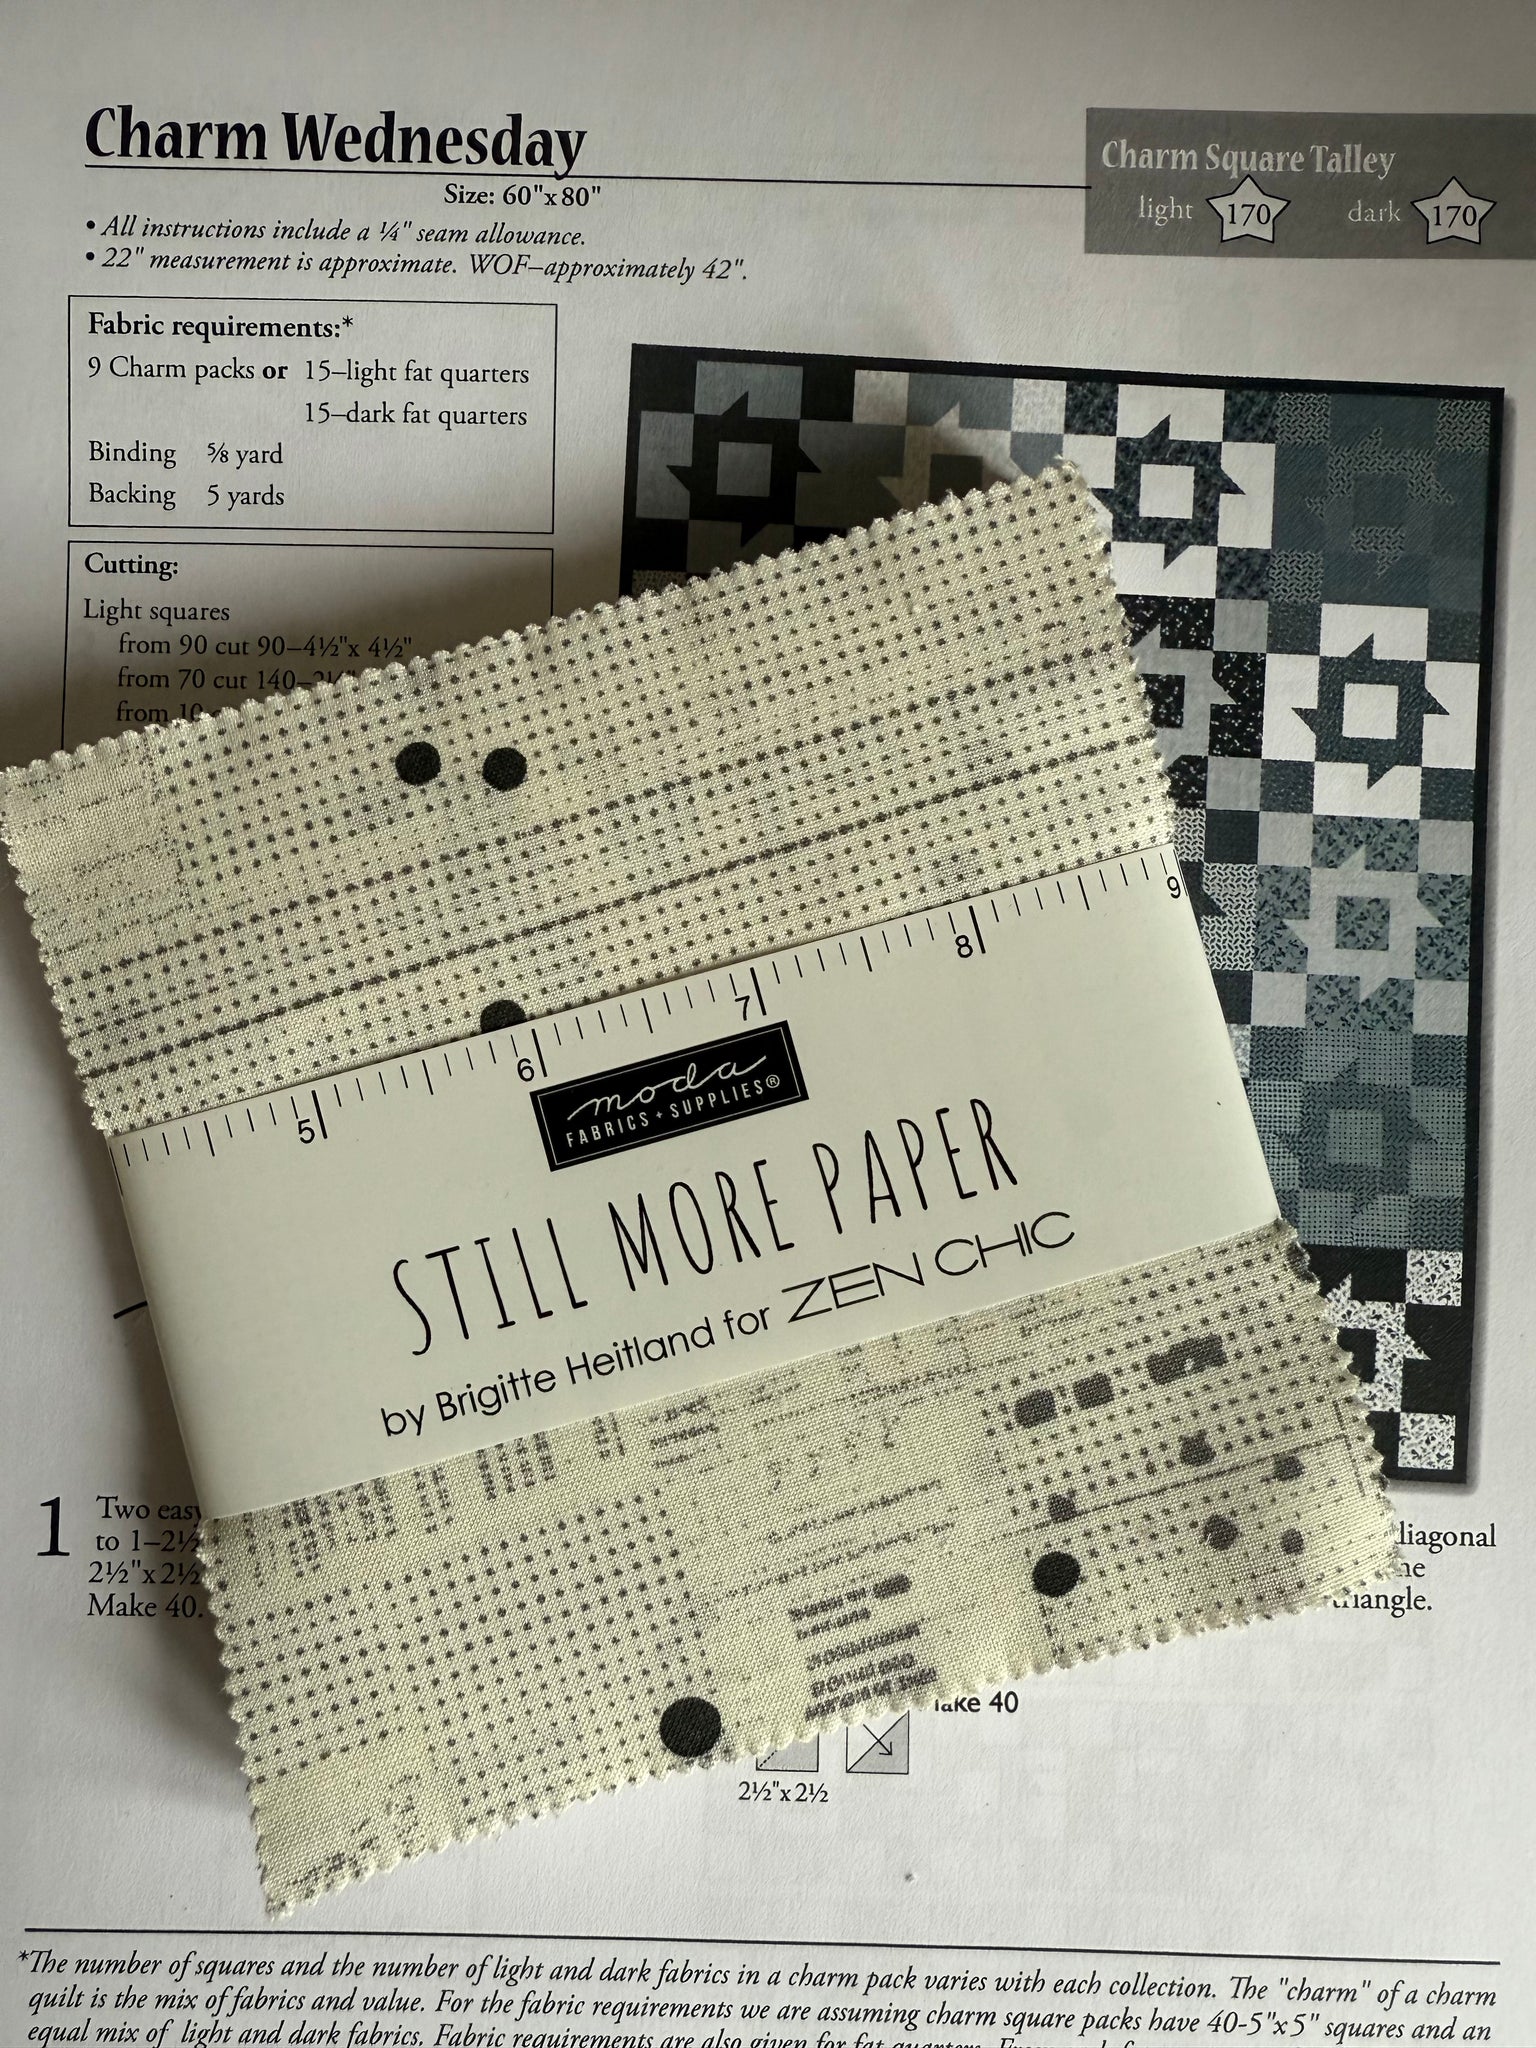 Charm Wednesday
Size: 60"x80"
• All instructions include a ¼" seam allowance.
• 22" measurement is approximate. WOF–approximately 42".
Charm Square Talley
light 170 dark 170
Fabric requirements:*
9 Charm packs or 15–light fat quarters
15–dark fat quarters
Binding ⅝ yard
Backing 5 yards
Cutting:
Light squares
from 90 cut 90–4½"x 4½"
from 70 cut 140–2½"
from 10
5 6 7 8 9
moda
FABRICS + SUPPLIES®
STILL MORE PAPER
by Brigitte Heitland for ZEN CHIC
1 Two easy
to 1–2½
2½"x2½
Make 40.
diagonal
triangle.
40
2½"x2½
*The number of squares and the number of light and dark fabrics in a charm pack varies with each collection. The "charm" of a charm
quilt is the mix of fabrics and value. For the fabric requirements we are assuming charm square packs have 40-5"x5" squares and an
equal mix of light and dark fabrics. Fabric requirements are also given for fat quarters.